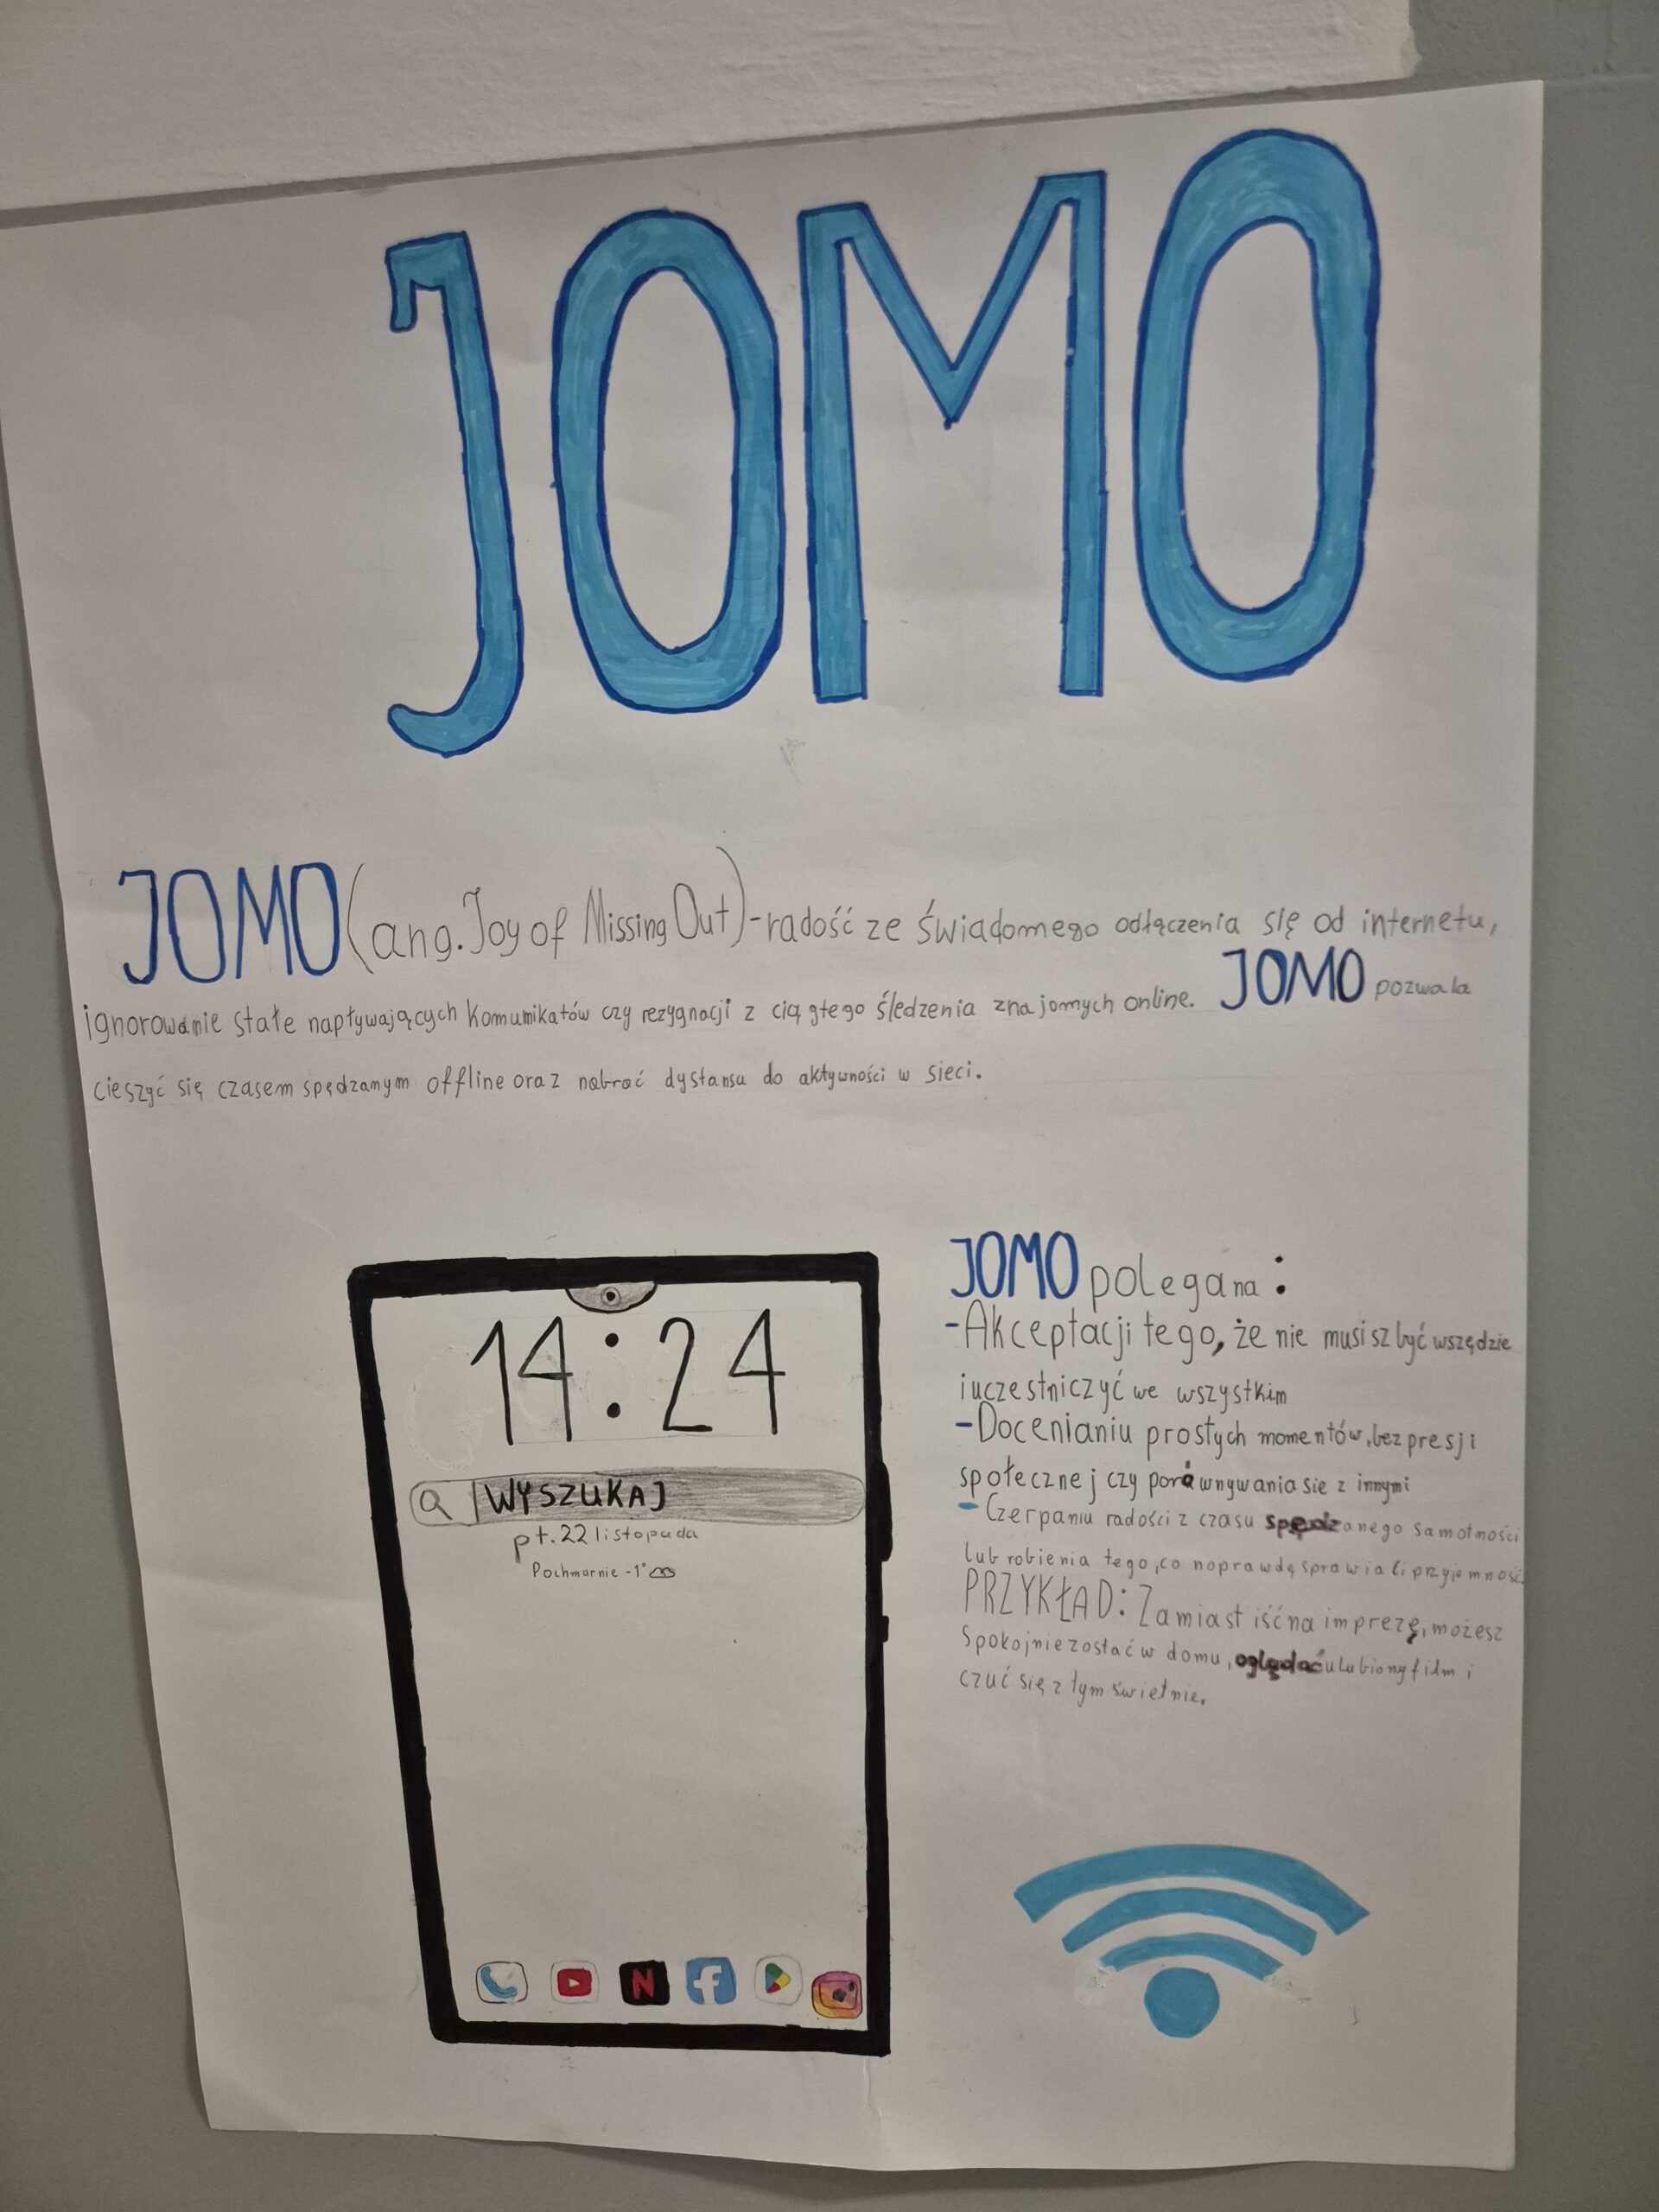 JOMO
JOMO (ang. Joy of Missing Out) - radość ze świadomego odłączenia się od internetu,
ignorowanie stałe napływających komunikatów czy rezygnacji z ciągłego śledzenia znajomych online. JOMO pozwala
cieszyć się czasem spędzanym offline oraz nabrać dystansu do aktywności w sieci.
14:24
WYSZUKAJ
pt. 22 listopada
Pochmurnie -1°
N
f
JOMO polega na:
-Akceptacji tego, że nie musisz być wszędzie
i uczestniczyć we wszystkim
-Docenianiu prostych momentów, bez presji
społecznej czy porównywania sie z innymi
- Czerpaniu radości z czasu spędzanego samotności
lub robienia tego, co naprawdę sprawia Ci przyjemność.
PRZYKŁAD: Zamiast iść na imprezę, możesz
spokojnie zostać w domu, oglądać ulubiony film i
czuć się z tym świetnie.